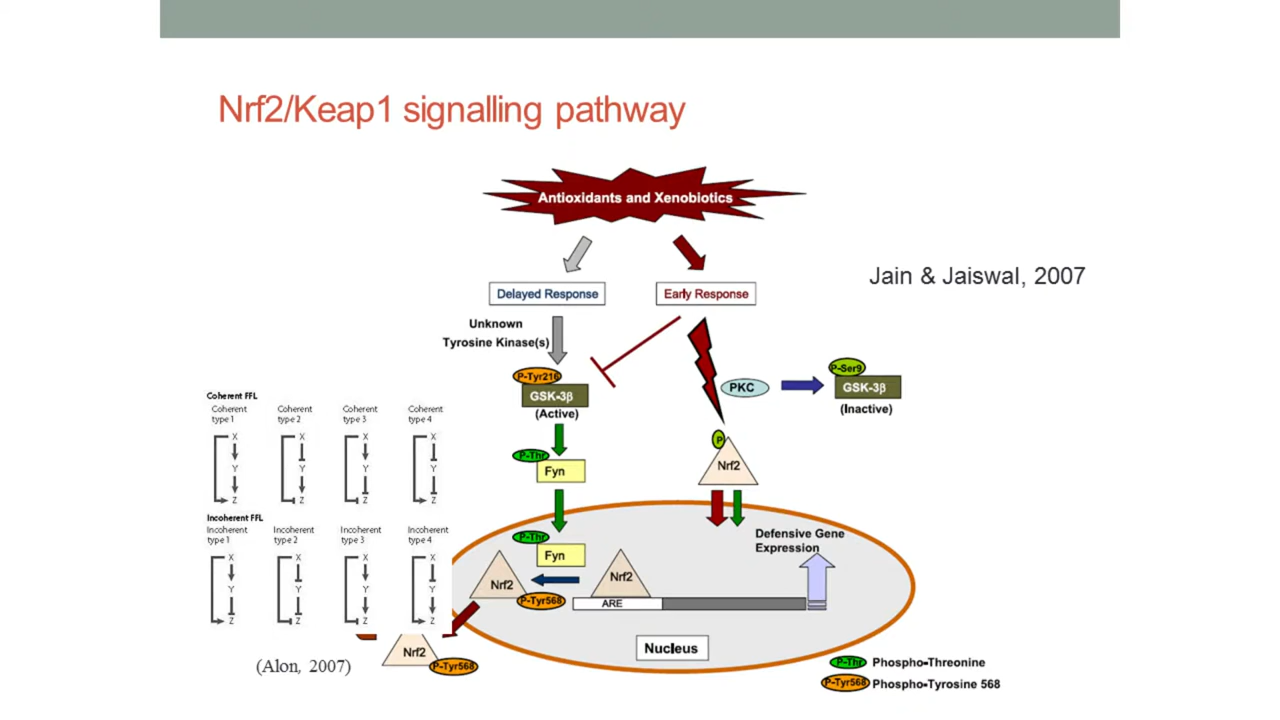 Nrf2/Keap1 signalling pathway
Antioxidants and Xenobiotics
Jain & Jaiswal, 2007
Delayed Response
Early Response
Unknown
Tyrosine Kinase(s)
P-Tyr216
GSK-3β
(Active)
PKC
P-Ser9
GSK-3β
(Inactive)
P-Thr
Fyn
P
Nrf2
Coherent FFL
Coherent
type 1
Coherent
type 2
Coherent
type 3
Coherent
type 4
X
X
X
X
Y
Y
Y
Y
Z
Z
Z
Z
Incoherent FFL
Incoherent
type 1
Incoherent
type 2
Incoherent
type 3
Incoherent
type 4
X
X
X
X
Y
Y
Y
Y
Z
Z
Z
Z
P-Thr
Fyn
Defensive Gene
Expression
Nrf2
P-Tyr568
Nrf2
ARE
Nucleus
Nrf2
P-Tyr568
(Alon, 2007)
P-Thr Phospho-Threonine
P-Tyr568 Phospho-Tyrosine 568